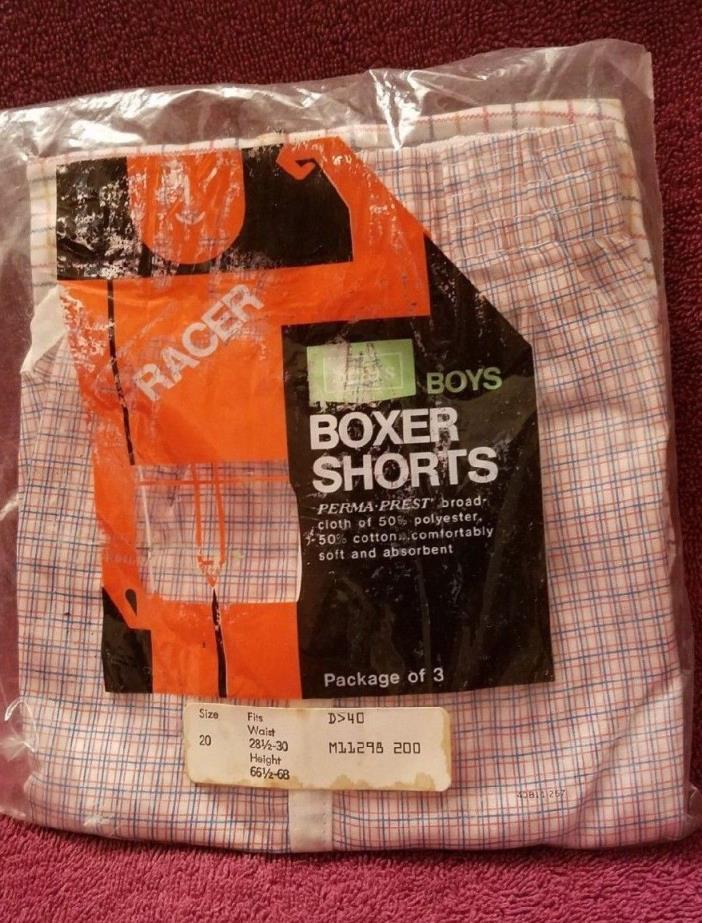 RACER
BOYS
BOXER
SHORTS
PERMA-PREST® broad-
cloth of 50% polyester,
50% cotton...comfortably
soft and absorbent
Package of 3
Size Fits D>40
Waist
20 28½-30 M11298 200
Height
66½-68